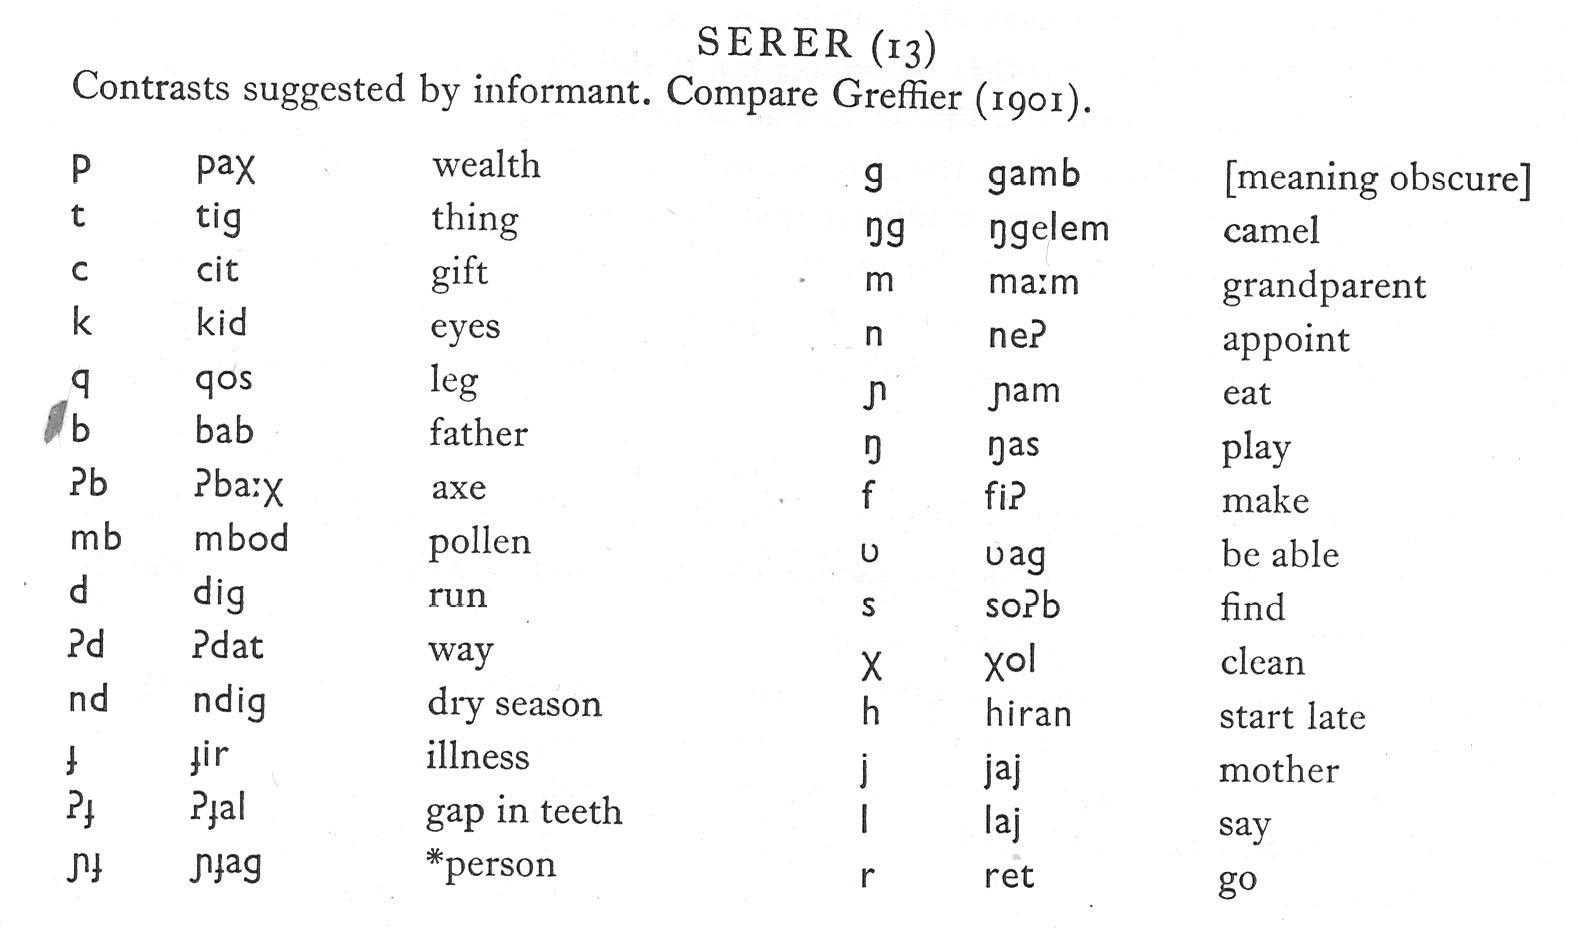 SERER (13)
Contrasts suggested by informant. Compare Greffier (1901).
p paχ wealth
t tig thing
c cit gift
k kid eyes
q qos leg
b bab father
ʔb ʔbaːχ axe
mb mbod pollen
d dig run
ʔd ʔdat way
nd ndig dry season
ɟ ɟir illness
ʔɟ ʔɟal gap in teeth
ɲɟ ɲɟag *person
g gamb [meaning obscure]
ŋg ŋgelem camel
m maːm grandparent
n neʔ appoint
ɲ ɲam eat
ŋ ŋas play
f fiʔ make
ʋ ʋag be able
s soʔb find
χ χol clean
h hiran start late
j jaj mother
l laj say
r ret go